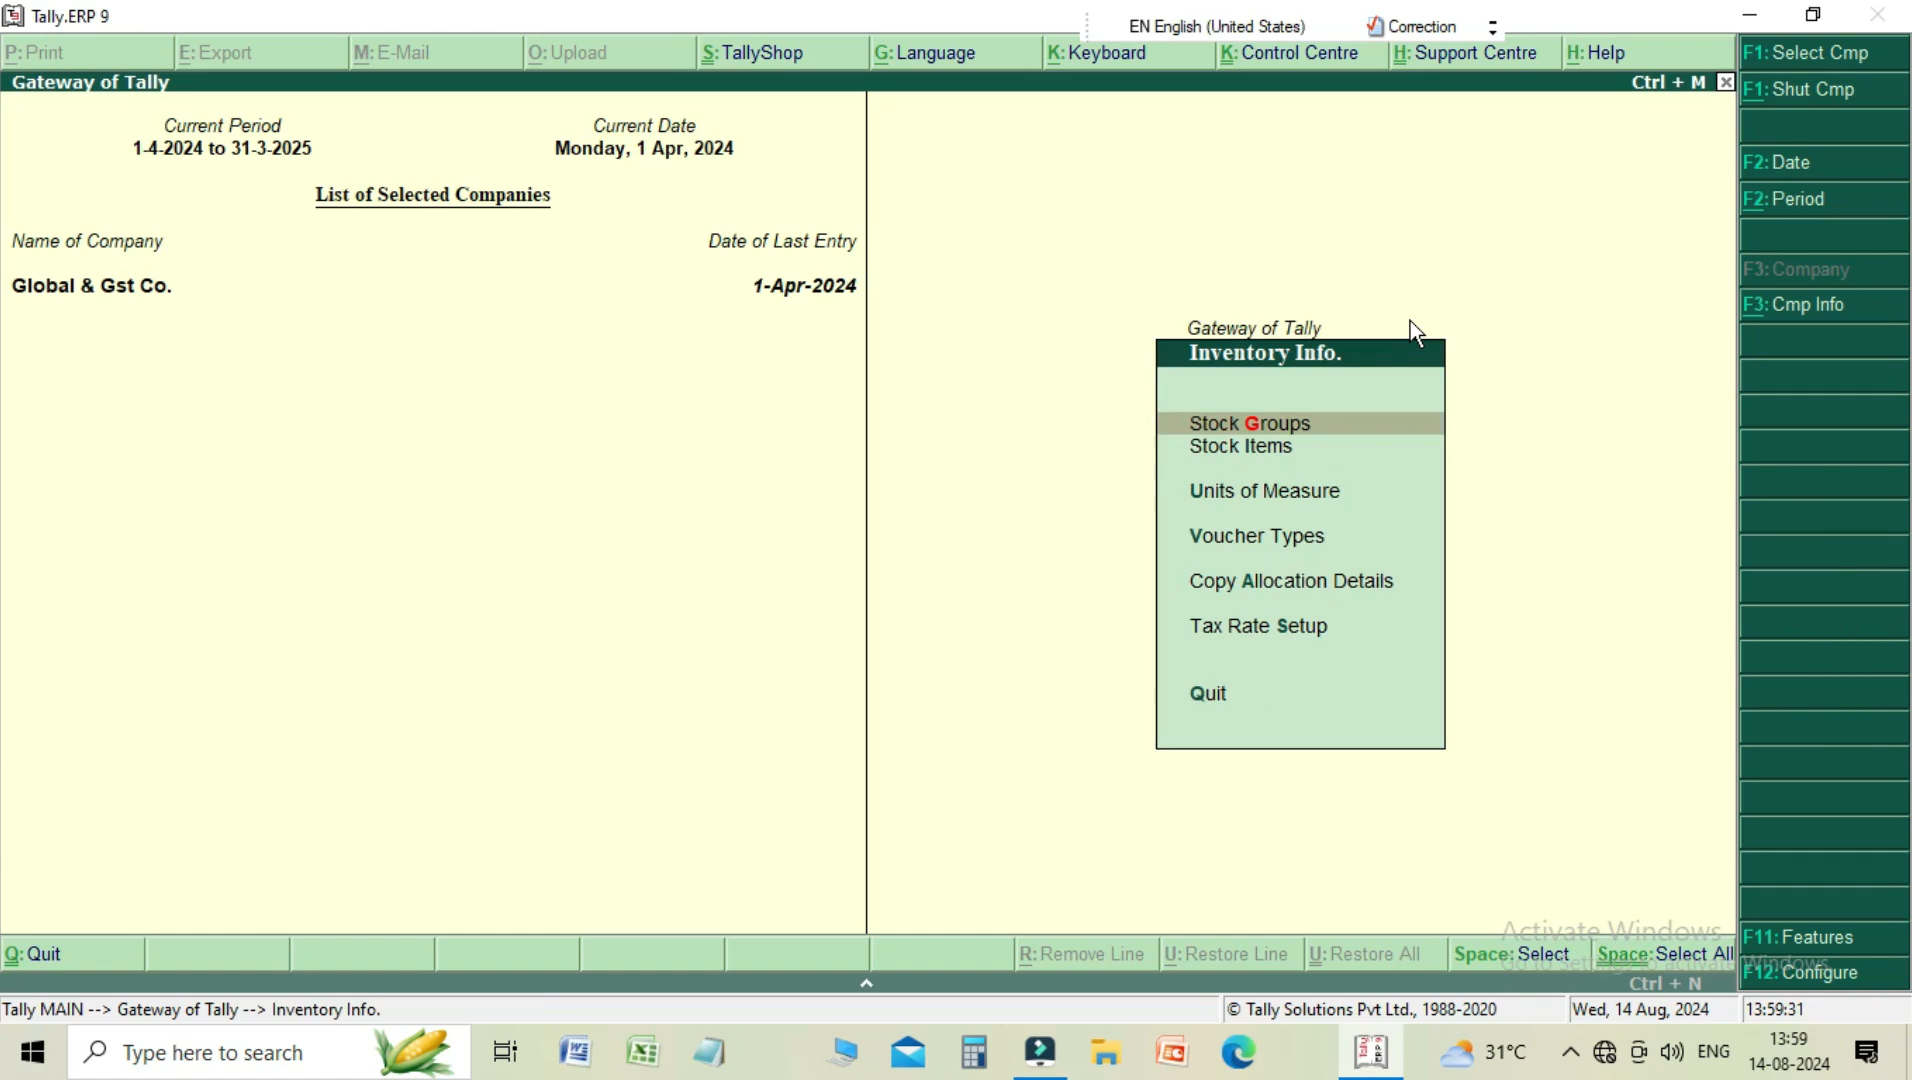 Tally.ERP 9
EN English (United States) Correction
P: Print E: Export M: E-Mail O: Upload S: TallyShop G: Language K: Keyboard K: Control Centre H: Support Centre H: Help
Gateway of Tally Ctrl + M
Current Period Current Date
1-4-2024 to 31-3-2025 Monday, 1 Apr, 2024
List of Selected Companies
Name of Company Date of Last Entry
Global & Gst Co. 1-Apr-2024
Gateway of Tally
Inventory Info.
Stock Groups
Stock Items
Units of Measure
Voucher Types
Copy Allocation Details
Tax Rate Setup
Quit
F1: Select Cmp
F1: Shut Cmp
F2: Date
F2: Period
F3: Company
F3: Cmp Info
F11: Features
F12: Configure
Activate Windows
Go to Settings to activate Windows.
Q: Quit R: Remove Line U: Restore Line U: Restore All Space: Select Space: Select All
Ctrl + N
Tally MAIN --> Gateway of Tally --> Inventory Info. © Tally Solutions Pvt Ltd., 1988-2020 Wed, 14 Aug, 2024 13:59:31
Type here to search 31°C ENG 13:59
14-08-2024